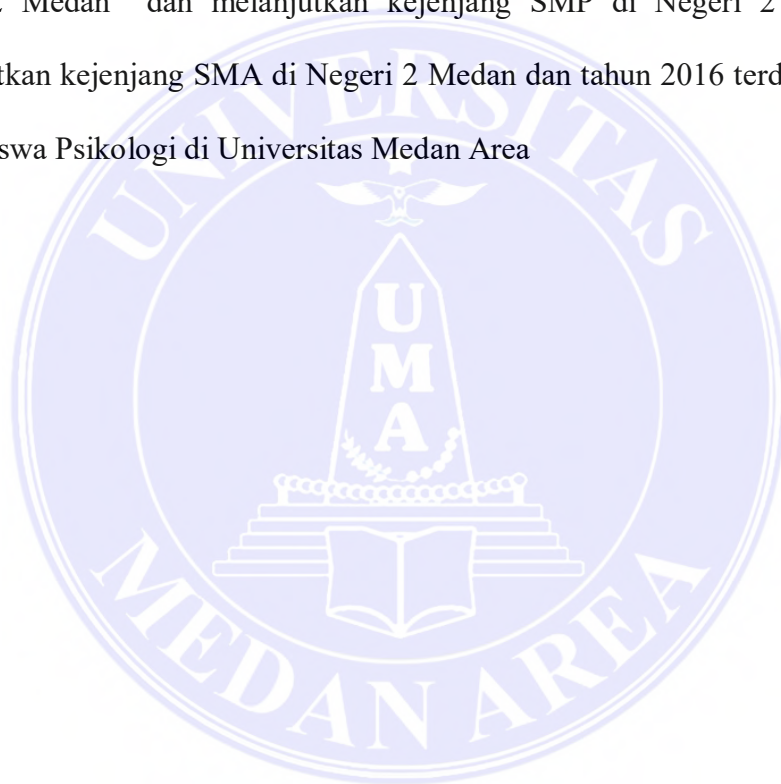 Medan dan melanjutkan kejenjang SMP di Negeri 2
tkan kejenjang SMA di Negeri 2 Medan dan tahun 2016 terd
swa Psikologi di Universitas Medan Area
UNIVERSITAS
UMA
MEDAN AREA